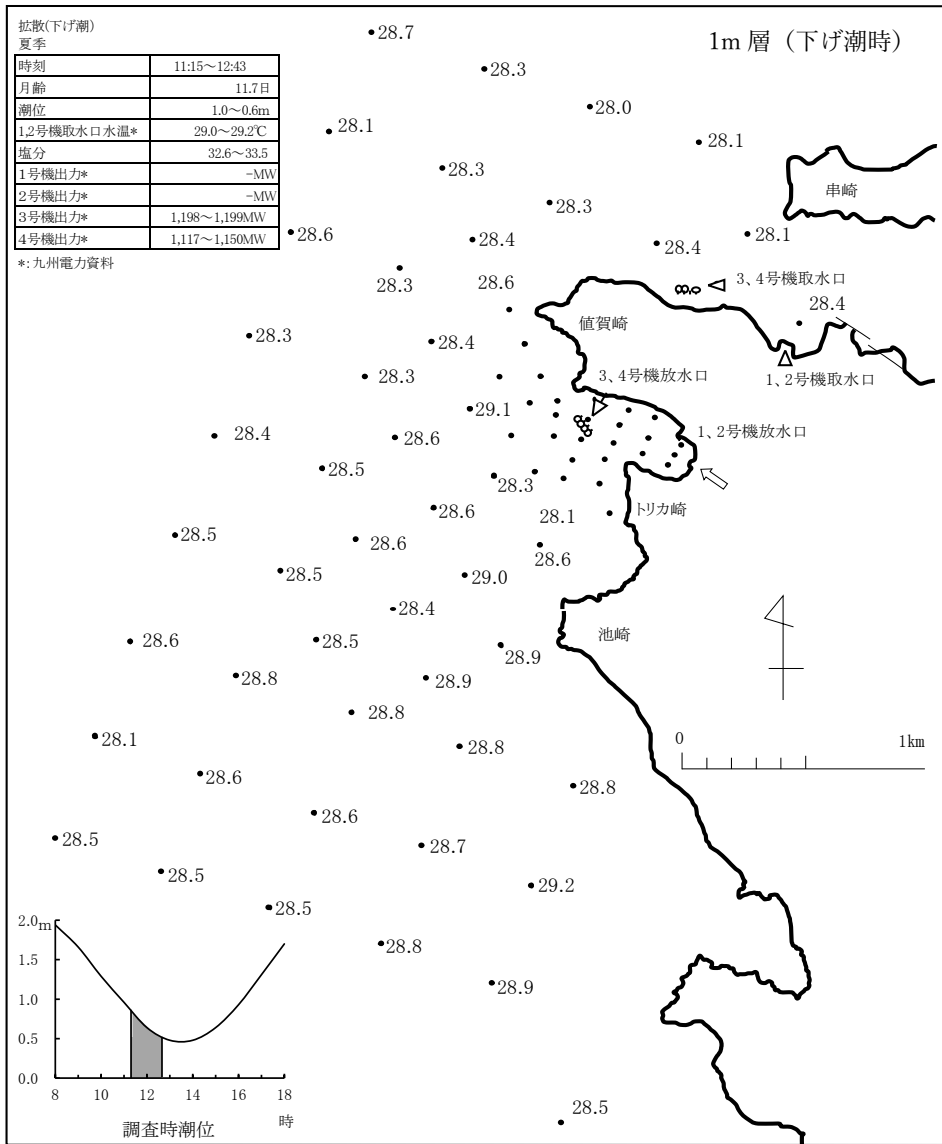 拡散(下げ潮)
夏季
時刻 11:15～12:43
月齢 11.7日
潮位 1.0～0.6m
1,2号機取水口水温* 29.0～29.2℃
塩分 32.6～33.5
1号機出力* -MW
2号機出力* -MW
3号機出力* 1,198～1,199MW
4号機出力* 1,117～1,150MW
*:九州電力資料
1m 層（下げ潮時）
28.7
28.3
28.0
28.1
28.1
28.3
串崎
28.3
28.6
28.4
28.4
28.1
28.3
28.6
3、4号機取水口
28.4
28.3
28.4
値賀崎
28.3
3、4号機放水口
1、2号機取水口
29.1
28.4
28.6
1、2号機放水口
28.5
28.3
28.6
28.1
トリカ崎
28.5
28.6
28.6
28.5
29.0
28.4
28.6
28.5
池崎
28.9
28.8
28.9
28.8
28.1
28.8
0 1km
28.6
28.8
28.6
28.5
28.7
28.5
29.2
28.5
28.8
28.9
28.5
2.0m
1.5
1.0
0.5
0.0
8 10 12 14 16 18
時
調査時潮位